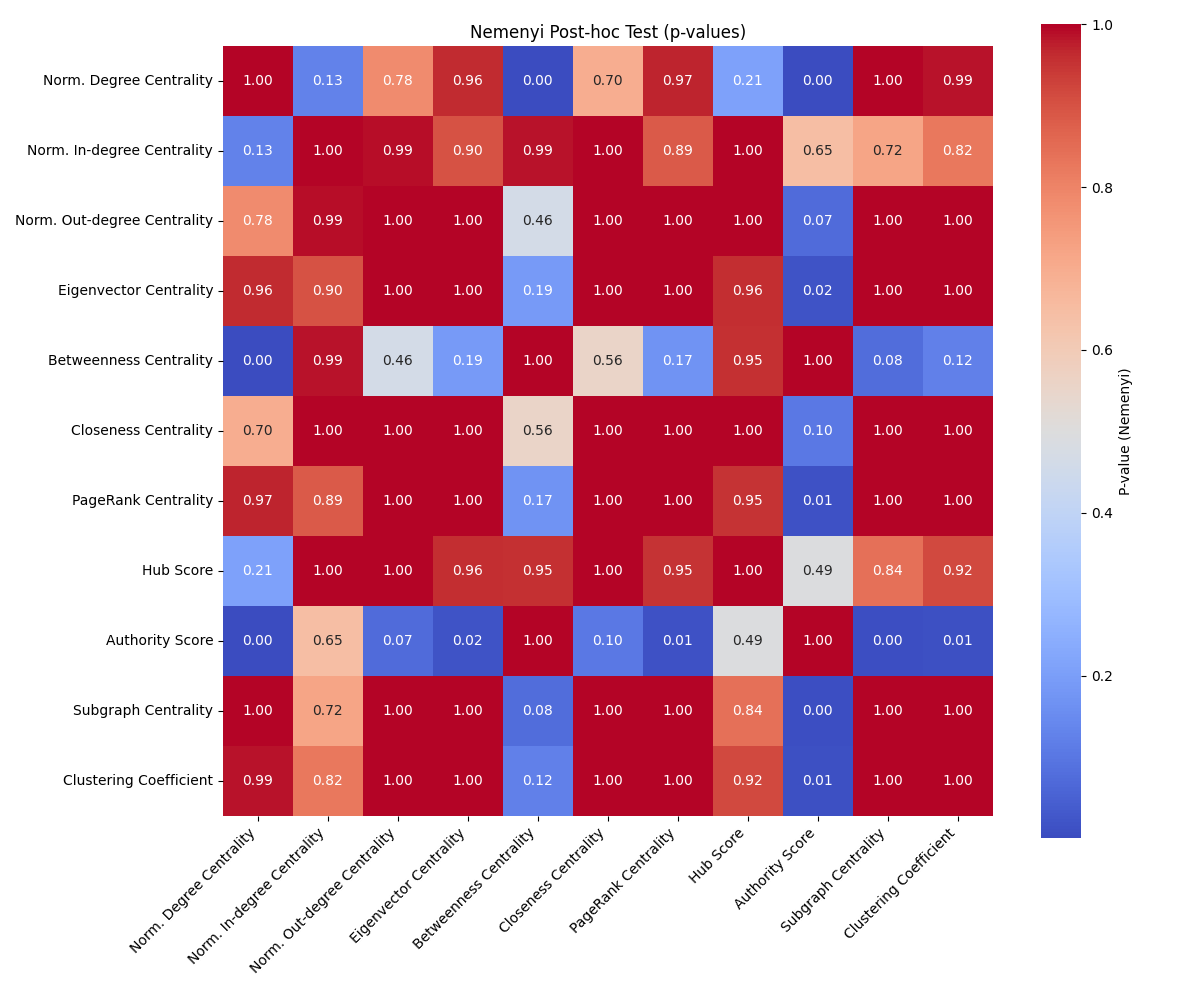 Nemenyi Post-hoc Test (p-values)
Norm. Degree Centrality 1.00 0.13 0.78 0.96 0.00 0.70 0.97 0.21 0.00 1.00 0.99
Norm. In-degree Centrality 0.13 1.00 0.99 0.90 0.99 1.00 0.89 1.00 0.65 0.72 0.82
Norm. Out-degree Centrality 0.78 0.99 1.00 1.00 0.46 1.00 1.00 1.00 0.07 1.00 1.00
Eigenvector Centrality 0.96 0.90 1.00 1.00 0.19 1.00 1.00 0.96 0.02 1.00 1.00
Betweenness Centrality 0.00 0.99 0.46 0.19 1.00 0.56 0.17 0.95 1.00 0.08 0.12
Closeness Centrality 0.70 1.00 1.00 1.00 0.56 1.00 1.00 1.00 0.10 1.00 1.00
PageRank Centrality 0.97 0.89 1.00 1.00 0.17 1.00 1.00 0.95 0.01 1.00 1.00
Hub Score 0.21 1.00 1.00 0.96 0.95 1.00 0.95 1.00 0.49 0.84 0.92
Authority Score 0.00 0.65 0.07 0.02 1.00 0.10 0.01 0.49 1.00 0.00 0.01
Subgraph Centrality 1.00 0.72 1.00 1.00 0.08 1.00 1.00 0.84 0.00 1.00 1.00
Clustering Coefficient 0.99 0.82 1.00 1.00 0.12 1.00 1.00 0.92 0.01 1.00 1.00
Norm. Degree Centrality
Norm. In-degree Centrality
Norm. Out-degree Centrality
Eigenvector Centrality
Betweenness Centrality
Closeness Centrality
PageRank Centrality
Hub Score
Authority Score
Subgraph Centrality
Clustering Coefficient
1.0
0.8
0.6
0.4
0.2
P-value (Nemenyi)